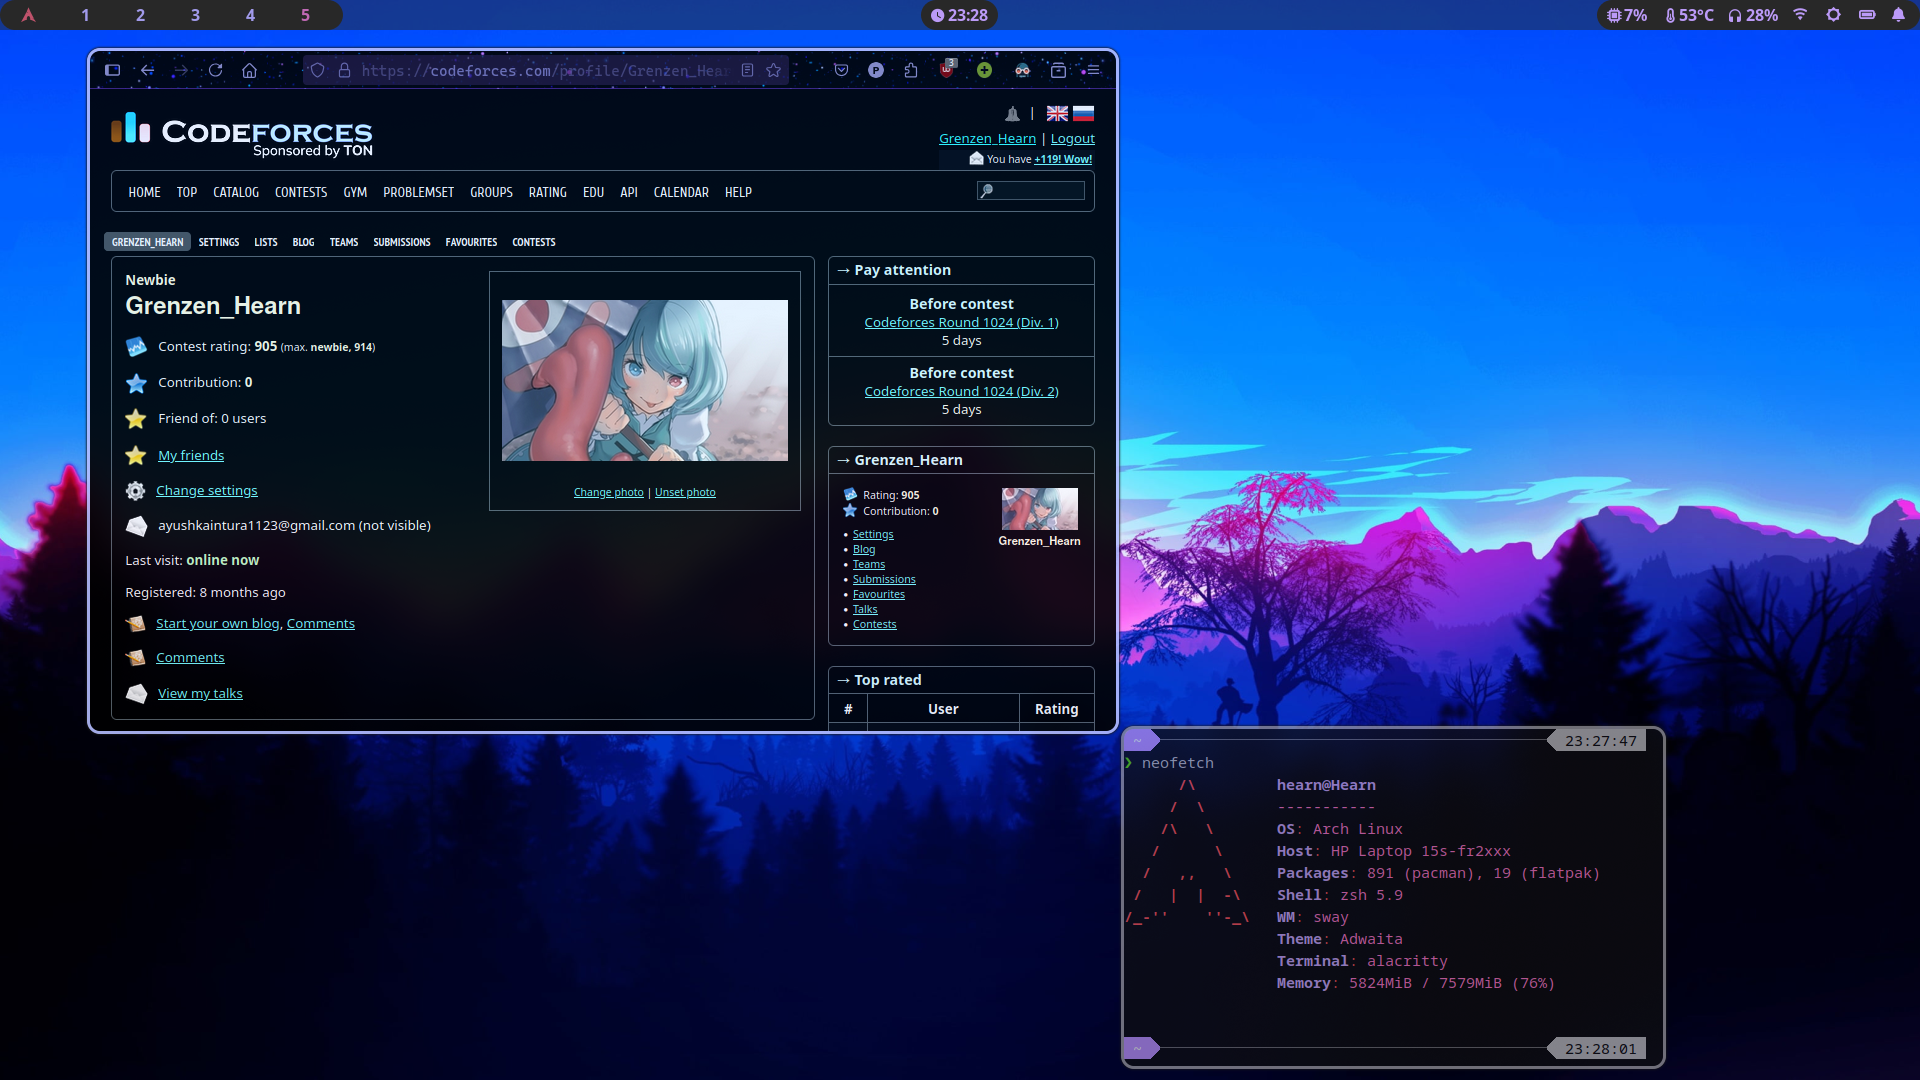 1 2 3 4 5
23:28
7% 53°C 28%
https://codeforces.com/profile/Grenzen_Hear
3
CODEFORCES
Sponsored by TON
Grenzen_Hearn | Logout
You have +119! Wow!
HOME TOP CATALOG CONTESTS GYM PROBLEMSET GROUPS RATING EDU API CALENDAR HELP
GRENZEN_HEARN SETTINGS LISTS BLOG TEAMS SUBMISSIONS FAVOURITES CONTESTS
Newbie
Grenzen_Hearn
Contest rating: 905 (max. newbie, 914)
Contribution: 0
Friend of: 0 users
My friends
Change settings
ayushkaintura1123@gmail.com (not visible)
Last visit: online now
Registered: 8 months ago
Start your own blog, Comments
Comments
View my talks
Change photo | Unset photo
→ Pay attention
Before contest
Codeforces Round 1024 (Div. 1)
5 days
Before contest
Codeforces Round 1024 (Div. 2)
5 days
→ Grenzen_Hearn
Rating: 905
Contribution: 0
Settings
Blog
Teams
Submissions
Favourites
Talks
Contests
Grenzen_Hearn
→ Top rated
# User Rating
~ 23:27:47
❯ neofetch
/\
/ \
/\ \
/ \
/ ,, \
/ | | -\
/_-'' ''-_\
hearn@Hearn
-----------
OS: Arch Linux
Host: HP Laptop 15s-fr2xxx
Packages: 891 (pacman), 19 (flatpak)
Shell: zsh 5.9
WM: sway
Theme: Adwaita
Terminal: alacritty
Memory: 5824MiB / 7579MiB (76%)
~ 23:28:01